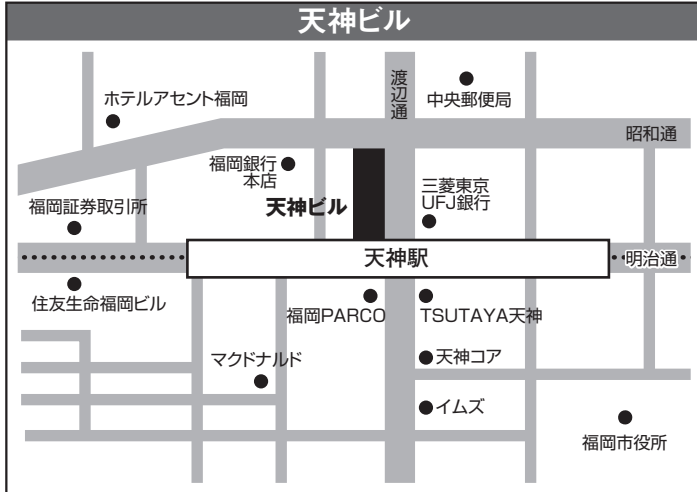 天神ビル
渡辺通
中央郵便局
ホテルアセント福岡
昭和通
福岡銀行
本店
三菱東京
UFJ銀行
天神ビル
福岡証券取引所
天神駅
明治通
住友生命福岡ビル
福岡PARCO
TSUTAYA天神
マクドナルド
天神コア
イムズ
福岡市役所